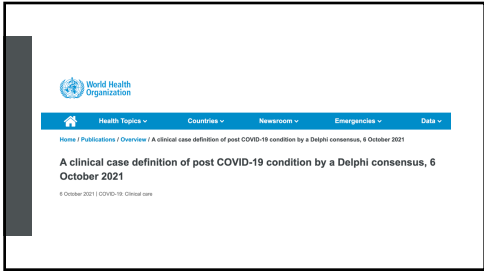 World Health
Organization
Health Topics
Countries
Newsroom
Emergencies
Data
Home / Publications / Overview / A clinical case definition of post COVID-19 condition by a Delphi consensus, 6 October 2021
A clinical case definition of post COVID-19 condition by a Delphi consensus, 6
October 2021
6 October 2021 | COVID-19: Clinical care